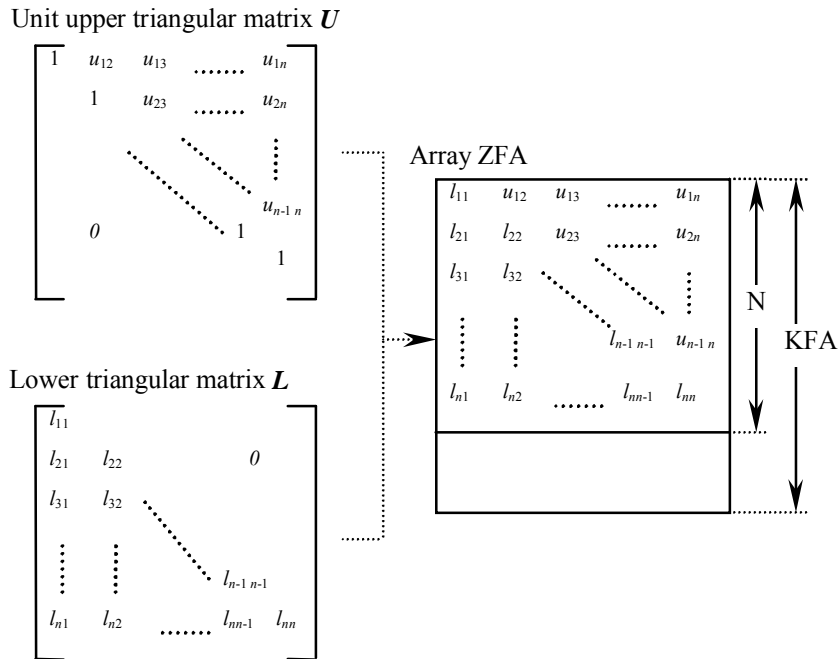 Unit upper triangular matrix U
1 u12 u13 ........ u1n
1 u23 ........ u2n
un-1 n
0 1
1
Lower triangular matrix L
l11
l21 l22 0
l31 l32
ln-1 n-1
ln1 ln2 ........ lnn-1 lnn
Array ZFA
l11 u12 u13 ........ u1n
l21 l22 u23 ........ u2n
l31 l32
ln-1 n-1 un-1 n
ln1 ln2 ........ lnn-1 lnn
N
KFA